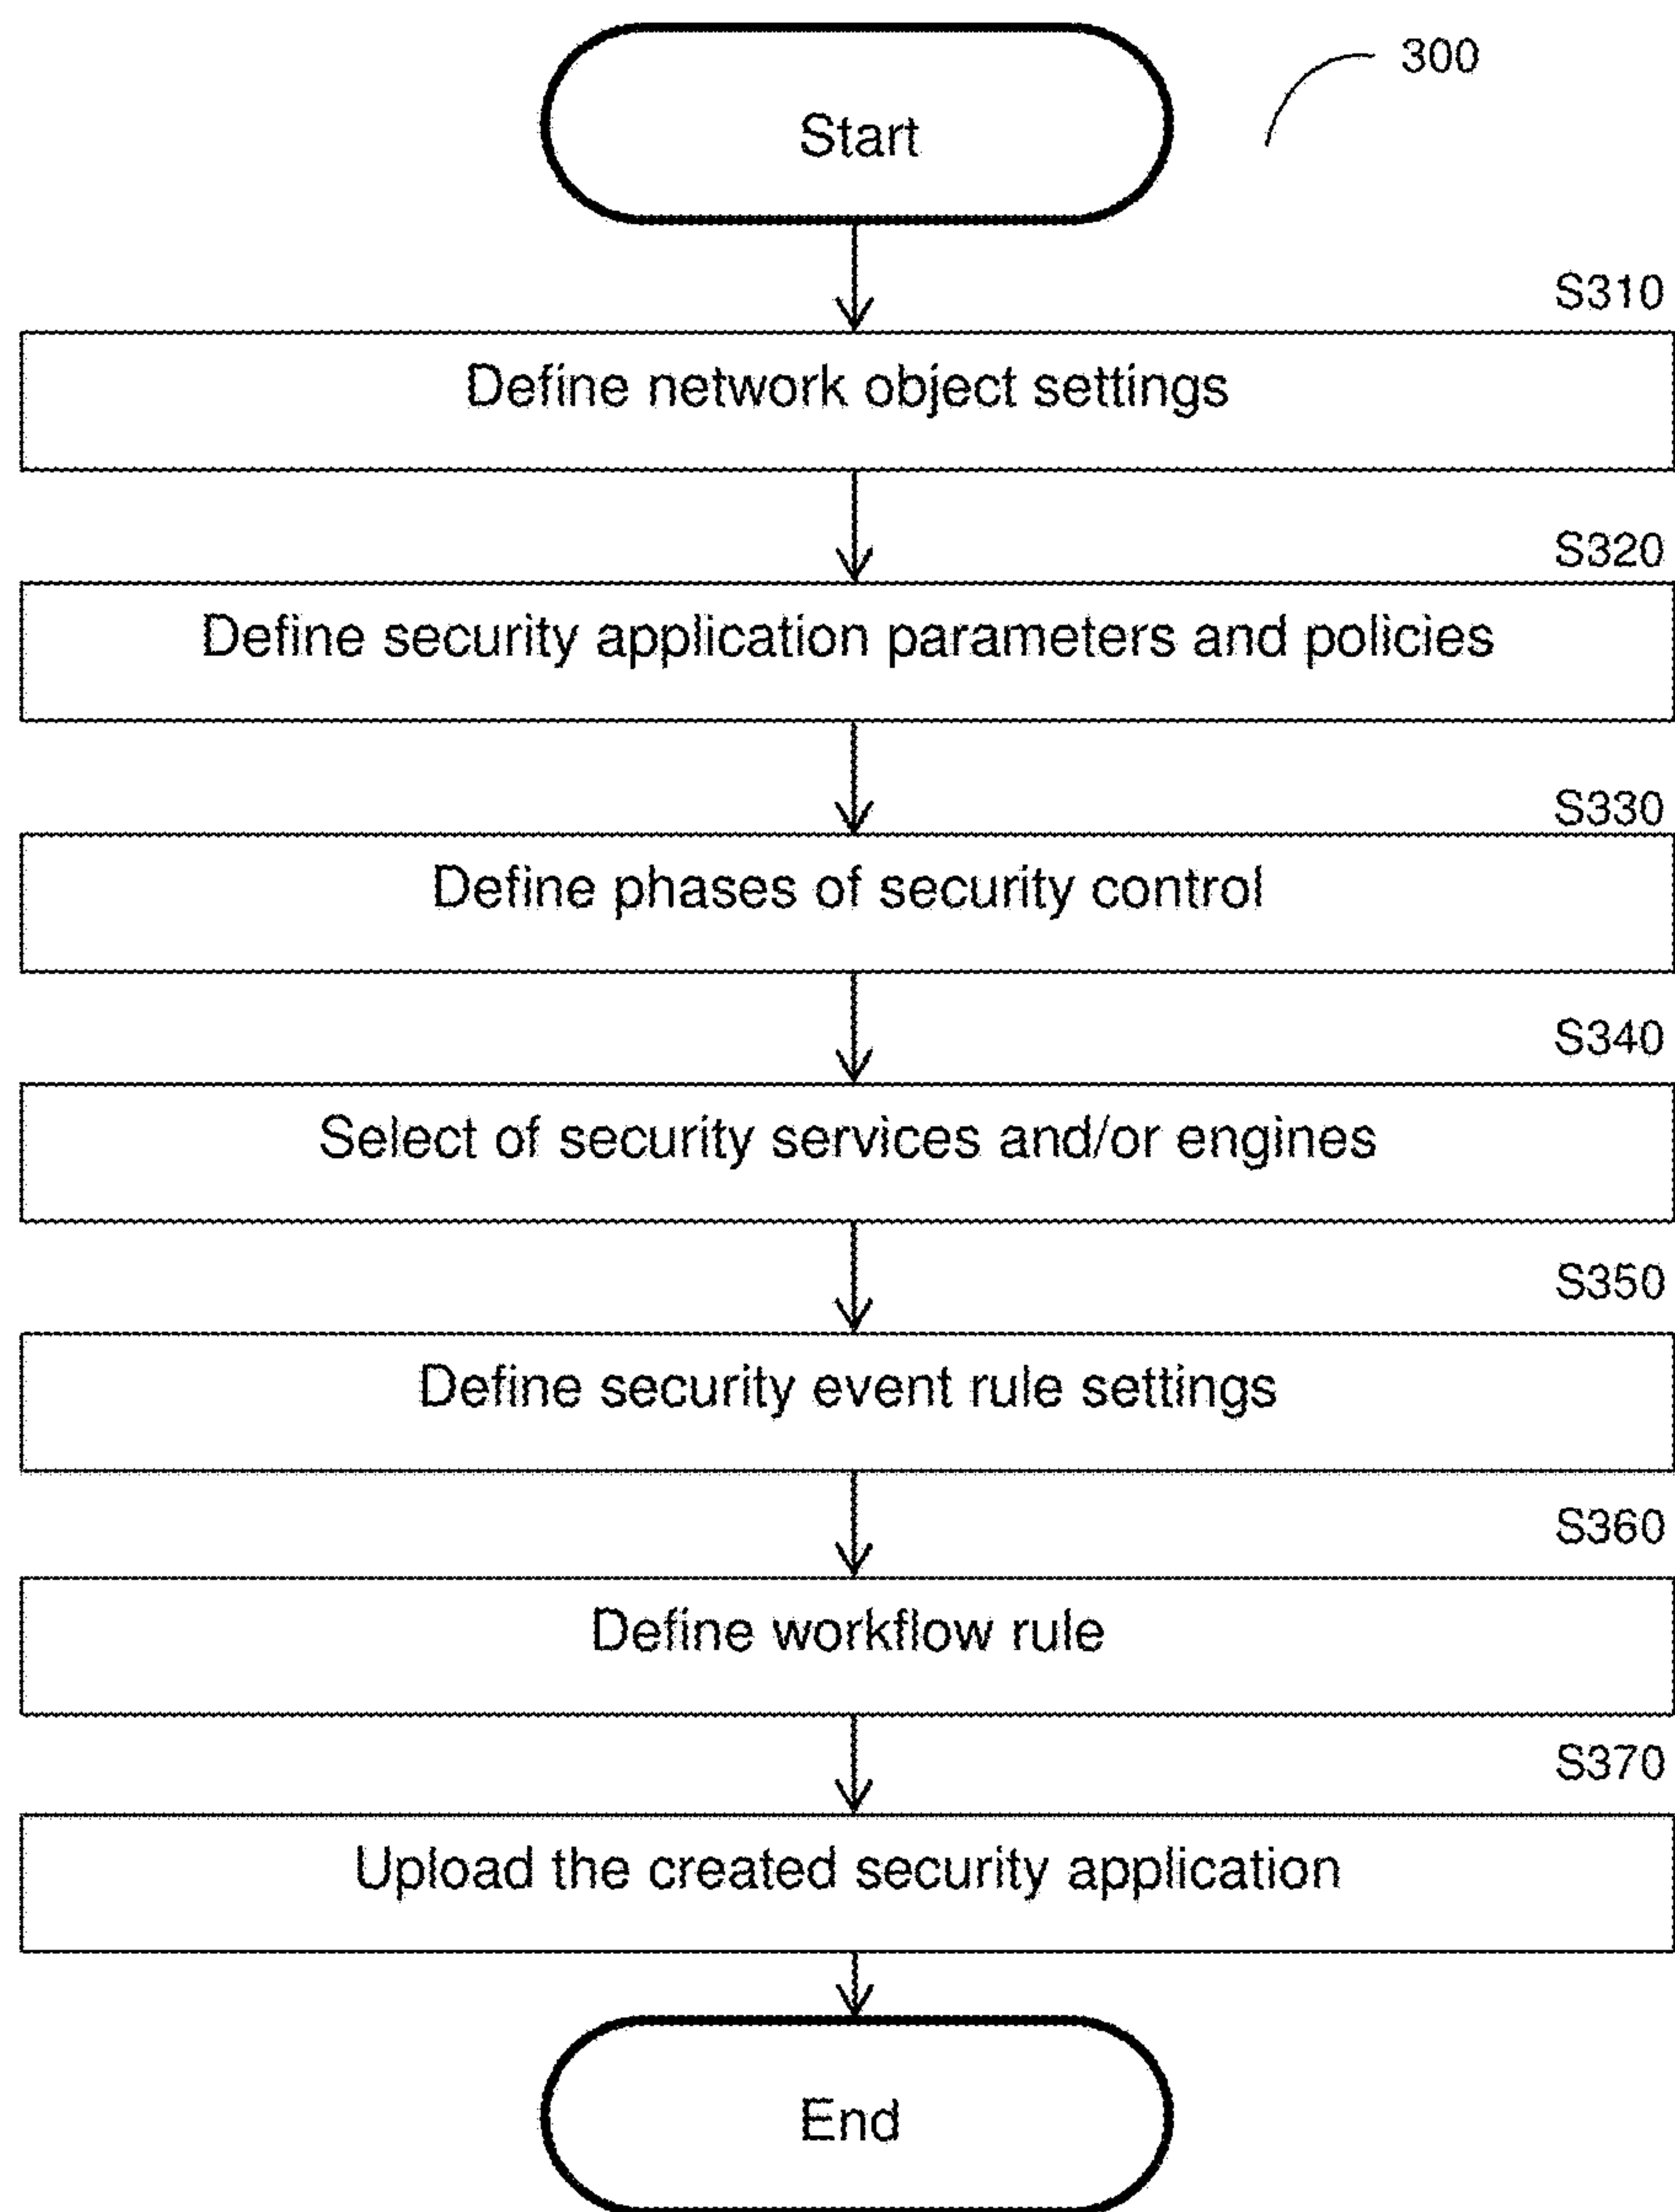 Start
300
S310
Define network object settings
S320
Define security application parameters and policies
S330
Define phases of security control
S340
Select of security services and/or engines
S350
Define security event rule settings
S360
Define workflow rule
S370
Upload the created security application
End